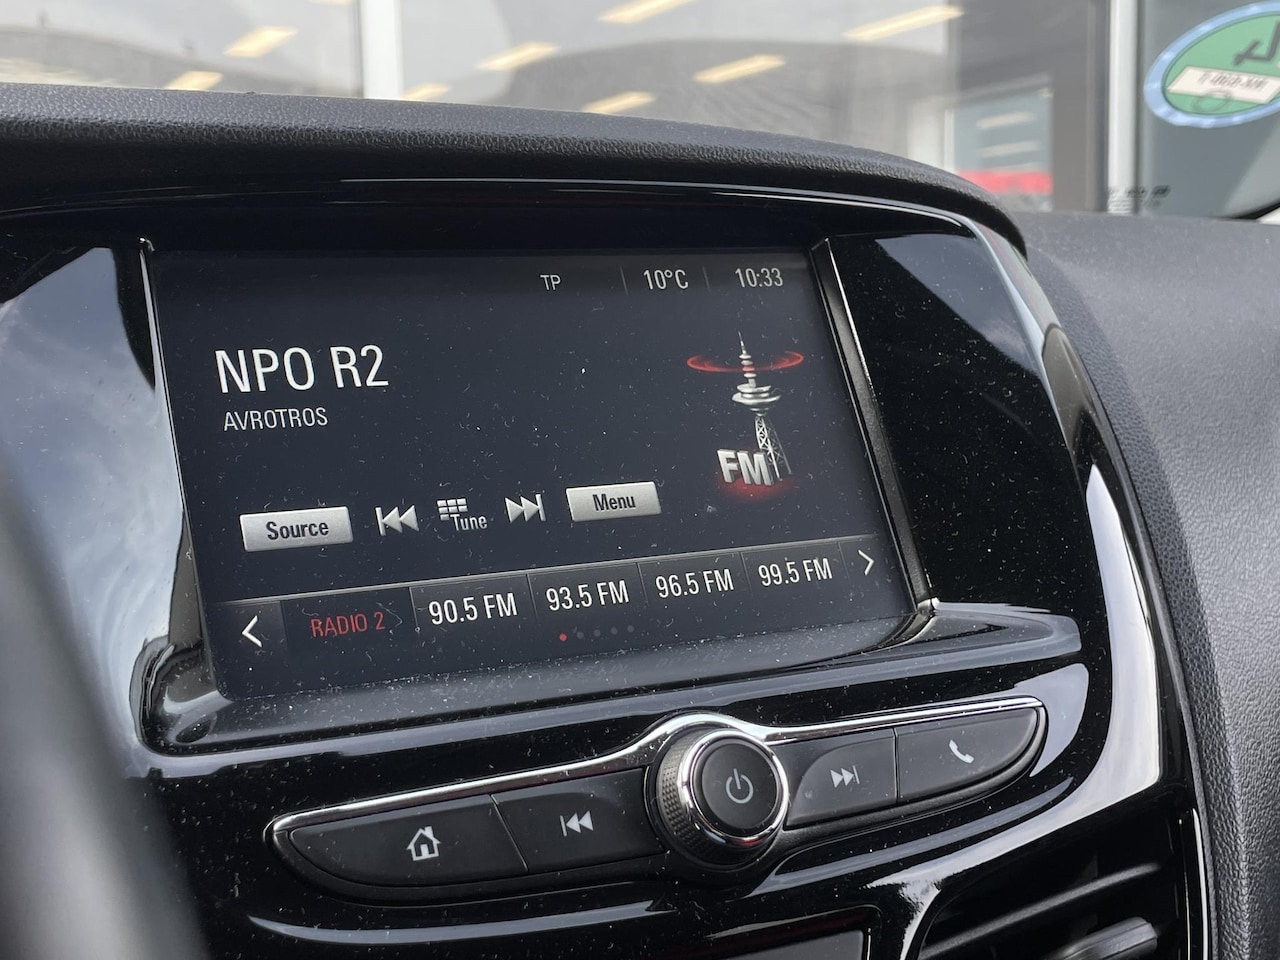 TP 10°C 10:33
NPO R2
AVROTROS
FM
Source Tune Menu
RADIO 2 90.5 FM 93.5 FM 96.5 FM 99.5 FM